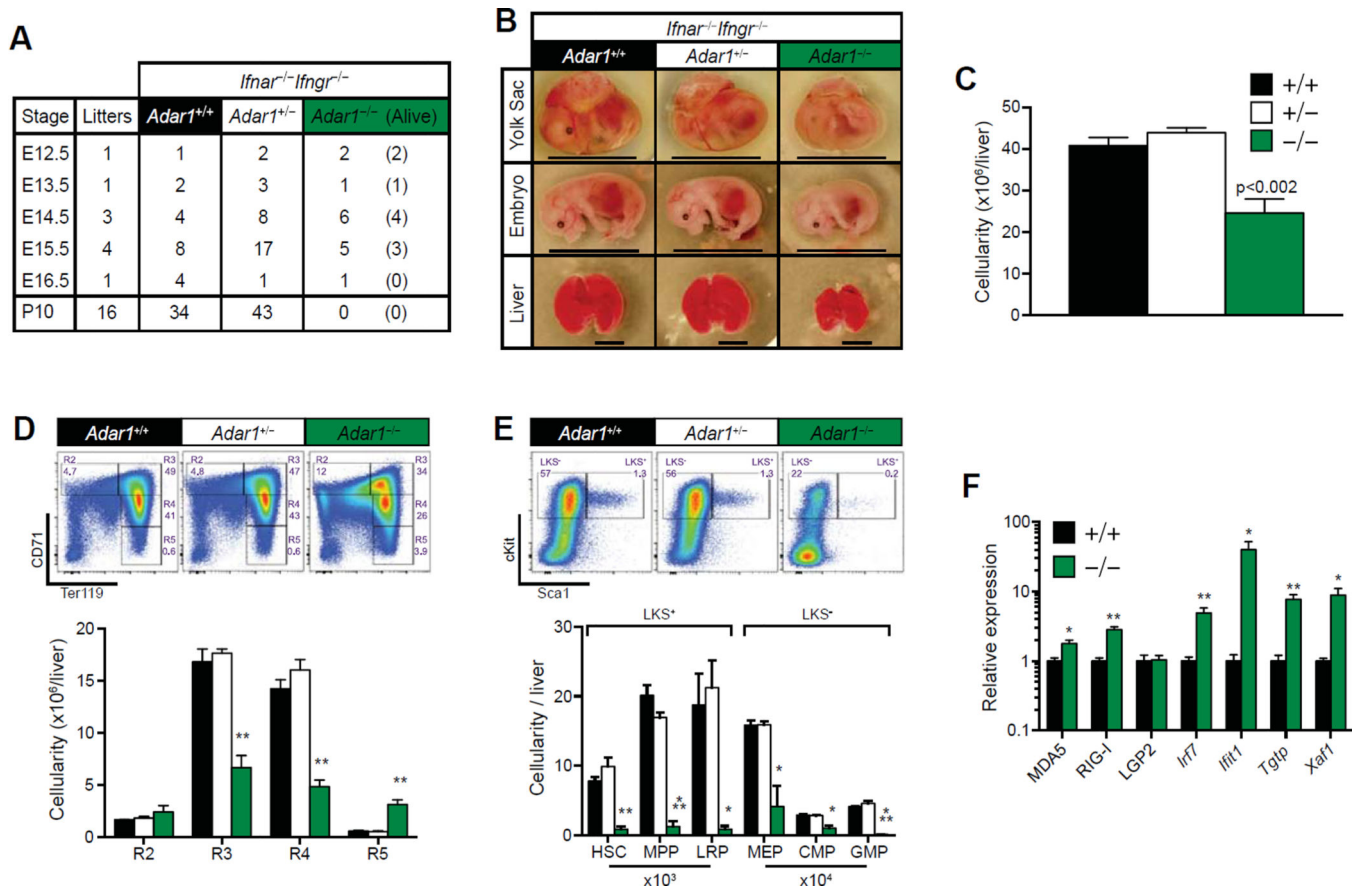 A
Ifnar⁻/⁻Ifngr⁻/⁻
Stage Litters Adar1⁺/⁺ Adar1⁺/⁻ Adar1⁻/⁻ (Alive)
E12.5 1 1 2 2 (2)
E13.5 1 2 3 1 (1)
E14.5 3 4 8 6 (4)
E15.5 4 8 17 5 (3)
E16.5 1 4 1 1 (0)
P10 16 34 43 0 (0)
B
Ifnar⁻/⁻Ifngr⁻/⁻
Adar1⁺/⁺ Adar1⁺/⁻ Adar1⁻/⁻
Yolk Sac
Embryo
Liver
C
+/+
+/−
−/−
p<0.002
Cellularity (x10⁶/liver)
50
40
30
20
10
0
D
Adar1⁺/⁺ Adar1⁺/⁻ Adar1⁻/⁻
R2 R3 R2 R3 R2 R3
4.7 49 4.8 47 12 34
R4 R4 R4
41 43 26
R5 R5 R5
0.6 0.6 3.9
CD71
Ter119
Cellularity (x10⁶/liver)
20
15
10
5
0
** ** **
R2 R3 R4 R5
E
Adar1⁺/⁺ Adar1⁺/⁻ Adar1⁻/⁻
LKS⁻ LKS⁺ LKS⁻ LKS⁺ LKS⁻ LKS⁺
57 1.3 56 1.3 22 0.2
cKit
Sca1
LKS⁺ LKS⁻
Cellularity / liver
30
20
10
0
** *** * * * ***
HSC MPP LRP MEP CMP GMP
x10³ x10⁴
F
+/+
−/−
Relative expression
100
10
1
0.1
* ** ** * ** *
MDA5 RIG-I LGP2 Irf7 Ifit1 Tgtp Xaf1